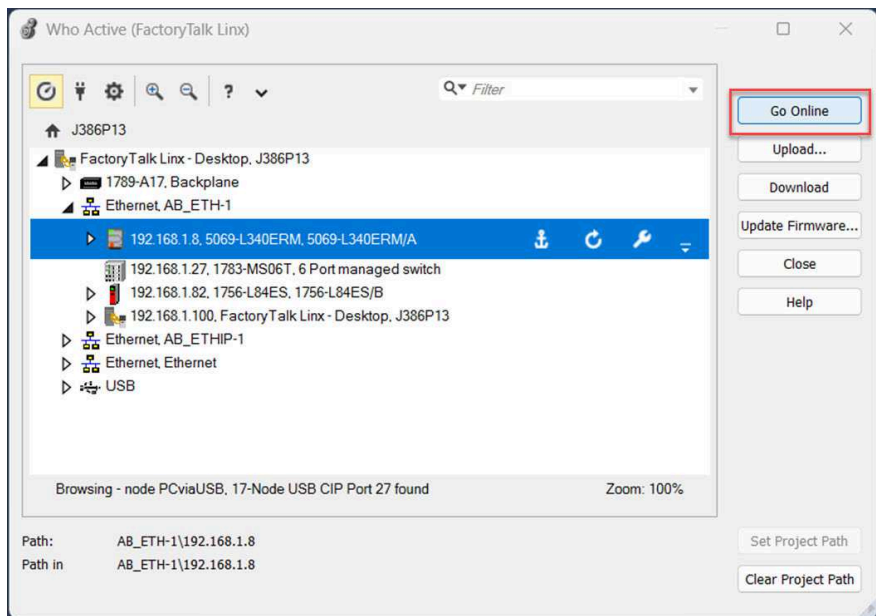 Who Active (FactoryTalk Linx)
Filter
J386P13
FactoryTalk Linx - Desktop, J386P13
1789-A17, Backplane
Ethernet, AB_ETH-1
192.168.1.8, 5069-L340ERM, 5069-L340ERM/A
192.168.1.27, 1783-MS06T, 6 Port managed switch
192.168.1.82, 1756-L84ES, 1756-L84ES/B
192.168.1.100, FactoryTalk Linx - Desktop, J386P13
Ethernet, AB_ETHIP-1
Ethernet, Ethernet
USB
Browsing - node PCviaUSB, 17-Node USB CIP Port 27 found Zoom: 100%
Go Online
Upload...
Download
Update Firmware...
Close
Help
Path: AB_ETH-1\192.168.1.8
Path in AB_ETH-1\192.168.1.8
Set Project Path
Clear Project Path